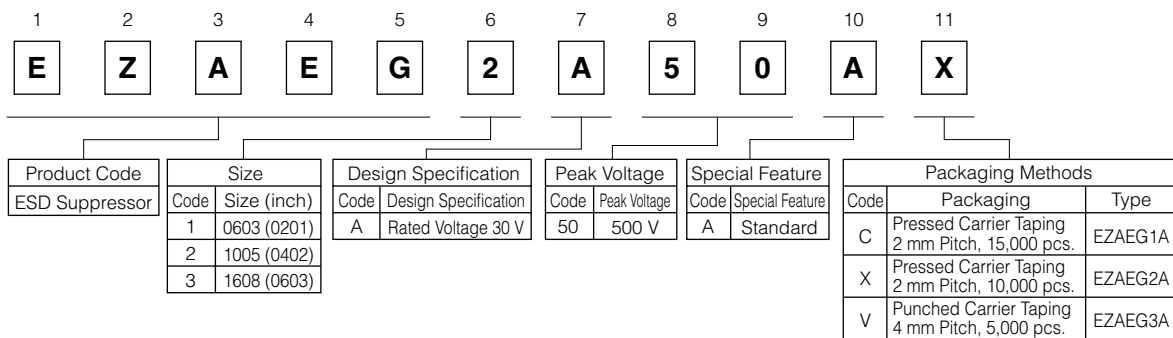 1 2 3 4 5 6 7 8 9 10 11
E Z A E G 2 A 5 0 A X
Product Code
ESD Suppressor
Size
Code Size (inch)
1 0603 (0201)
2 1005 (0402)
3 1608 (0603)
Design Specification
Code Design Specification
A Rated Voltage 30 V
Peak Voltage
Code Peak Voltage
50 500 V
Special Feature
Code Special Feature
A Standard
Packaging Methods
Code Packaging Type
C Pressed Carrier Taping 2 mm Pitch, 15,000 pcs. EZAEG1A
X Pressed Carrier Taping 2 mm Pitch, 10,000 pcs. EZAEG2A
V Punched Carrier Taping 4 mm Pitch, 5,000 pcs. EZAEG3A